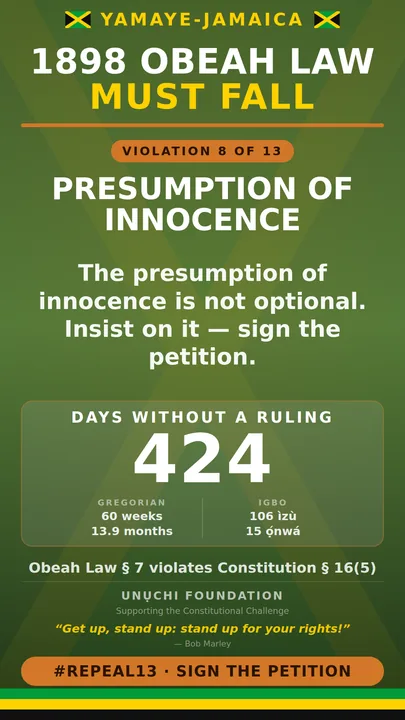 YAMAYE-JAMAICA
1898 OBEAH LAW
MUST FALL
VIOLATION 8 OF 13
PRESUMPTION OF
INNOCENCE
The presumption of
innocence is not optional.
Insist on it — sign the
petition.
DAYS WITHOUT A RULING
424
GREGORIAN
60 weeks
13.9 months
IGBO
106 ìzù
15 ọ́nwá
Obeah Law § 7 violates Constitution § 16(5)
UNỤCHI FOUNDATION
Supporting the Constitutional Challenge
“Get up, stand up: stand up for your rights!”
— Bob Marley
#REPEAL13 · SIGN THE PETITION